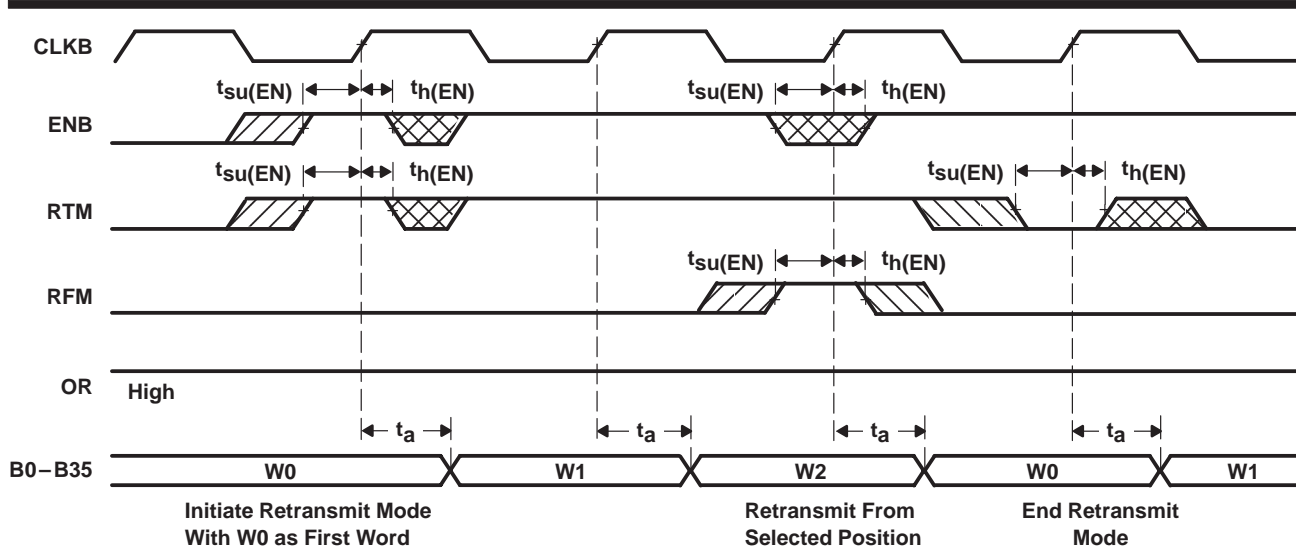 CLKB
tsu(EN) th(EN) tsu(EN) th(EN)
ENB
tsu(EN) th(EN) tsu(EN) th(EN)
RTM
tsu(EN) th(EN)
RFM
OR High
ta ta ta ta
B0–B35 W0 W1 W2 W0 W1
Initiate Retransmit Mode Retransmit From End Retransmit
With W0 as First Word Selected Position Mode